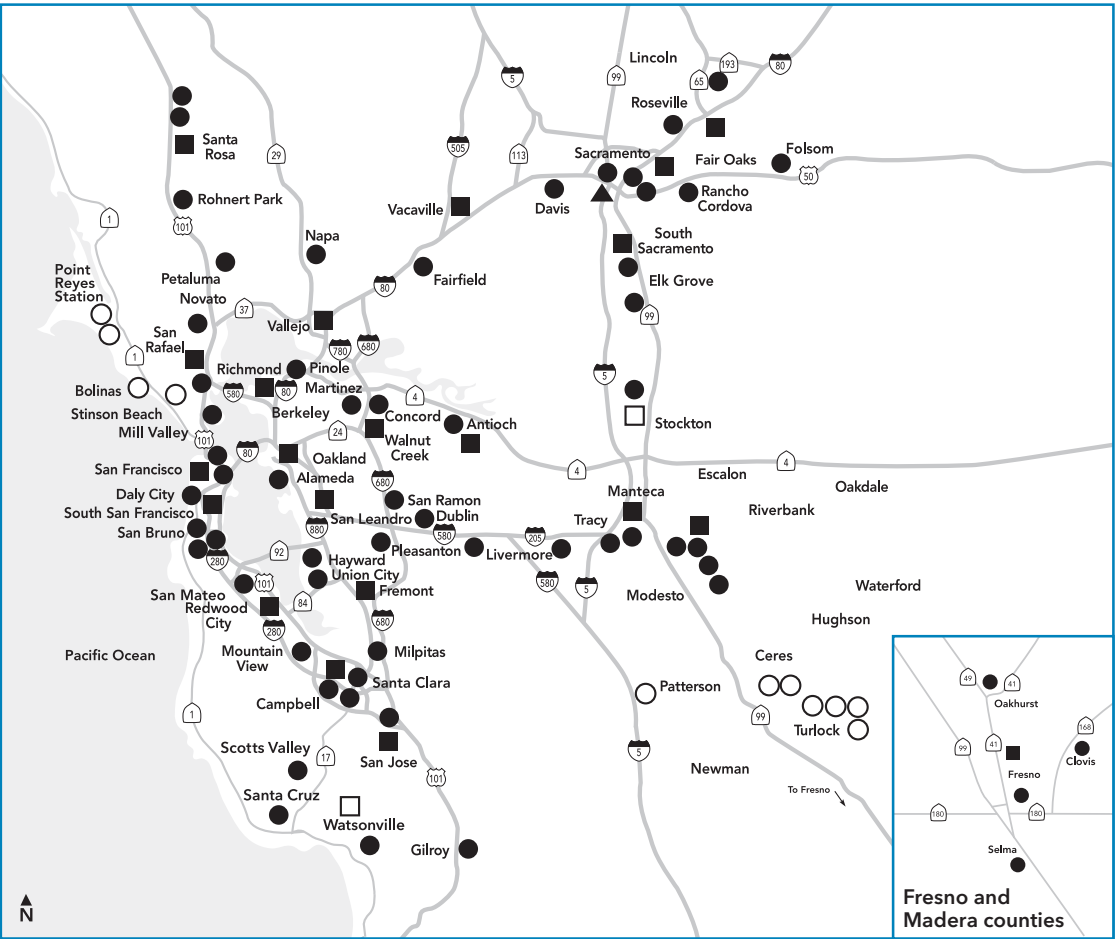 Lincoln
193
80
5
99
65
Roseville
Santa
Rosa
29
505
113
Sacramento
Fair Oaks
Folsom
50
Rohnert Park
Vacaville
Davis
Rancho
Cordova
1
101
Napa
South
Sacramento
Point
Reyes
Station
Petaluma
Fairfield
Elk Grove
80
Novato
37
99
Vallejo
San
Rafael
780
680
1
Richmond
Pinole
5
Bolinas
580
80
Martinez
4
Stinson Beach
Berkeley
Concord
Antioch
Mill Valley
24
Stockton
101
Walnut
Creek
80
San Francisco
Oakland
4
4
Escalon
Alameda
680
Oakdale
Daly City
San Ramon
Manteca
South San Francisco
Riverbank
San Leandro
Dublin
Tracy
San Bruno
880
580
205
92
Pleasanton
Livermore
280
Hayward
101
Union City
580
5
Waterford
San Mateo
Fremont
Modesto
Redwood
City
84
Hughson
280
680
Mountain
View
Milpitas
Pacific Ocean
Ceres
Santa Clara
Patterson
Campbell
1
99
Turlock
Scotts Valley
17
5
San Jose
Newman
101
Santa Cruz
To Fresno
Watsonville
Gilroy
N
49
41
Oakhurst
168
99
41
Clovis
Fresno
180
180
Selma
Fresno and
Madera counties